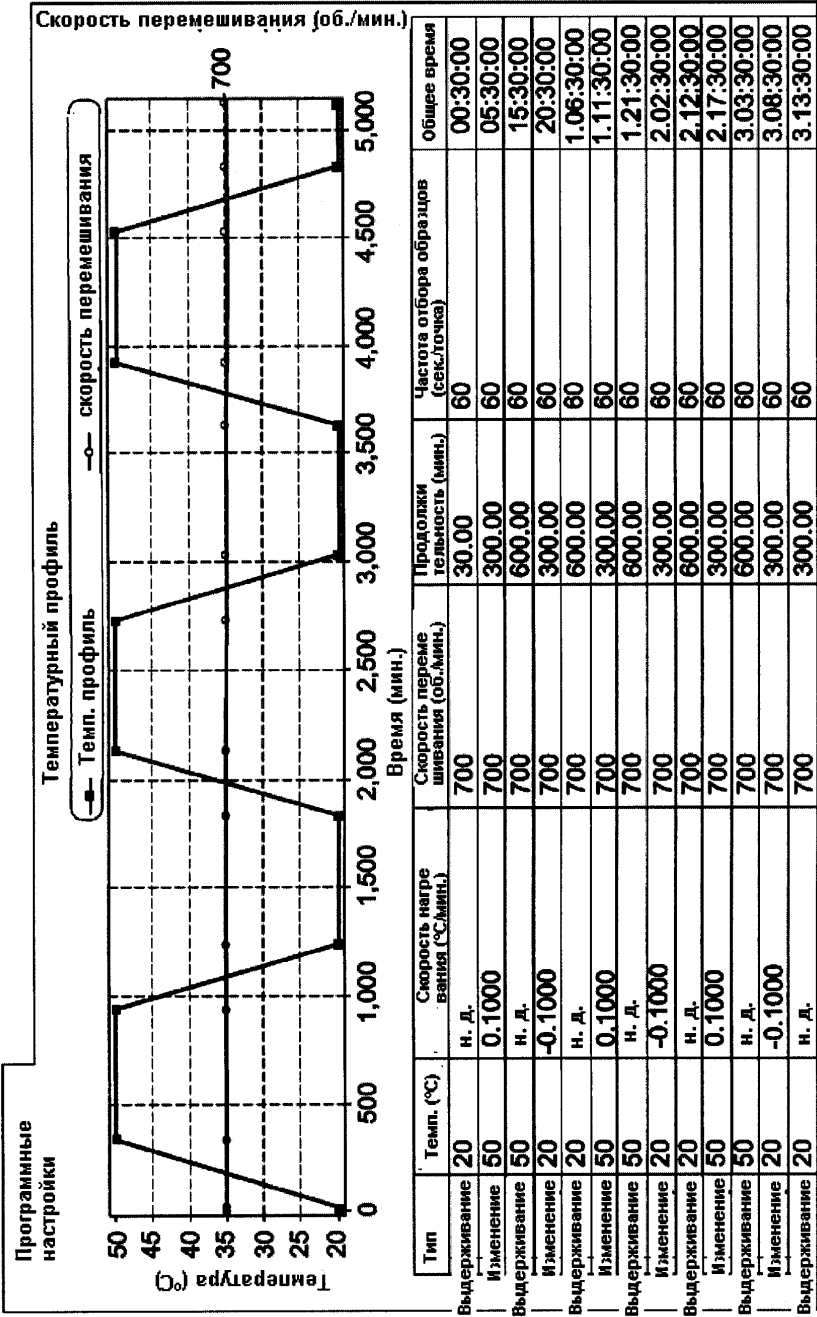 Программные
настройки
Температурный профиль
Темп. профиль
скорость перемешивания
Скорость перемешивания (об./мин.)
Температура (°C)
50
45
40
35
30
25
20
700
0 500 1,000 1,500 2,000 2,500 3,000 3,500 4,000 4,500 5,000
Время (мин.)
Тип Темп. (°C) Скорость нагре Скорость переме Продолжи Частота отбора образцов Общее время
вания (°C/мин.) шивания (об./мин.) тельность (мин.) (сек./точка)
Выдерживание 20 н. д. 700 30.00 60 00:30:00
Изменение 50 0.1000 700 300.00 60 05:30:00
Выдерживание 50 н. д. 700 600.00 60 15:30:00
Изменение 20 -0.1000 700 300.00 60 20:30:00
Выдерживание 20 н. д. 700 600.00 60 1.06:30:00
Изменение 50 0.1000 700 300.00 60 1.11:30:00
Выдерживание 50 н. д. 700 600.00 60 1.21:30:00
Изменение 20 -0.1000 700 300.00 60 2.02:30:00
Выдерживание 20 н. д. 700 600.00 60 2.12:30:00
Изменение 50 0.1000 700 300.00 60 2.17:30:00
Выдерживание 50 н. д. 700 600.00 60 3.03:30:00
Изменение 20 -0.1000 700 300.00 60 3.08:30:00
Выдерживание 20 н. д. 700 300.00 60 3.13:30:00